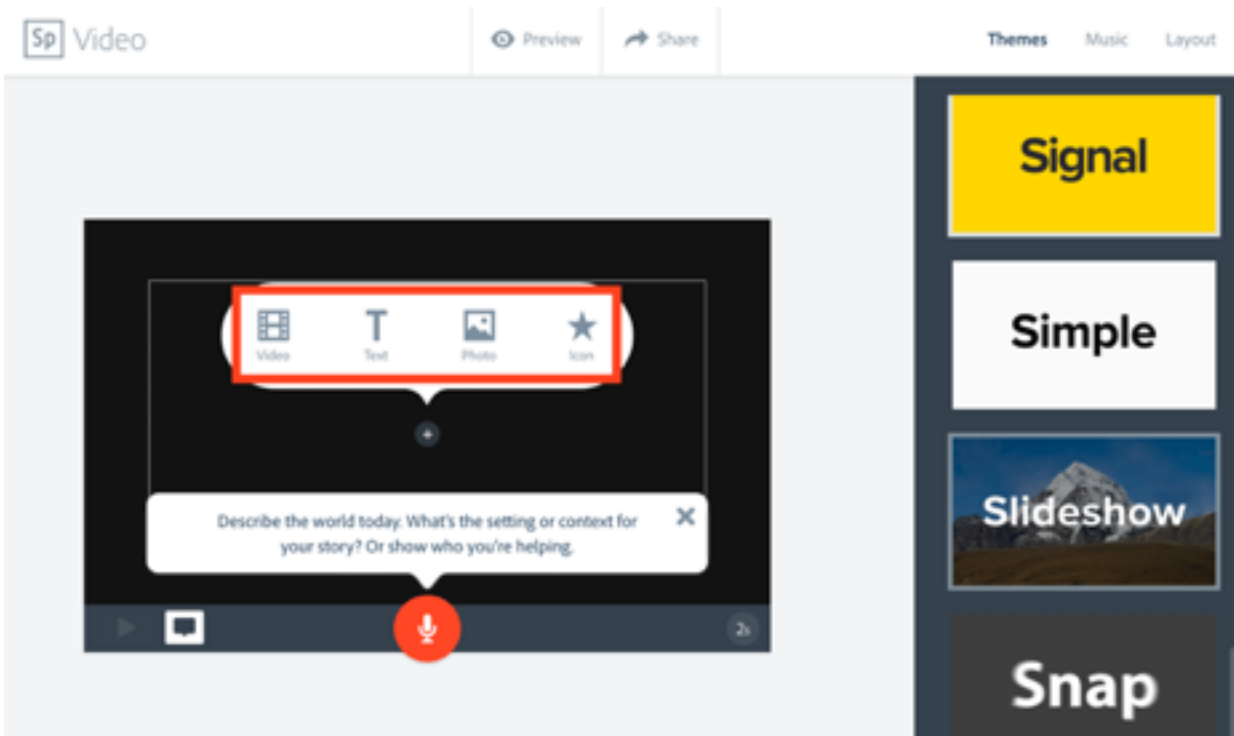 Sp Video
Preview
Share
Themes Music Layout
Signal
Simple
Slideshow
Snap
Video Text Photo Icon
+
Describe the world today. What's the setting or context for
your story? Or show who you're helping.
2s